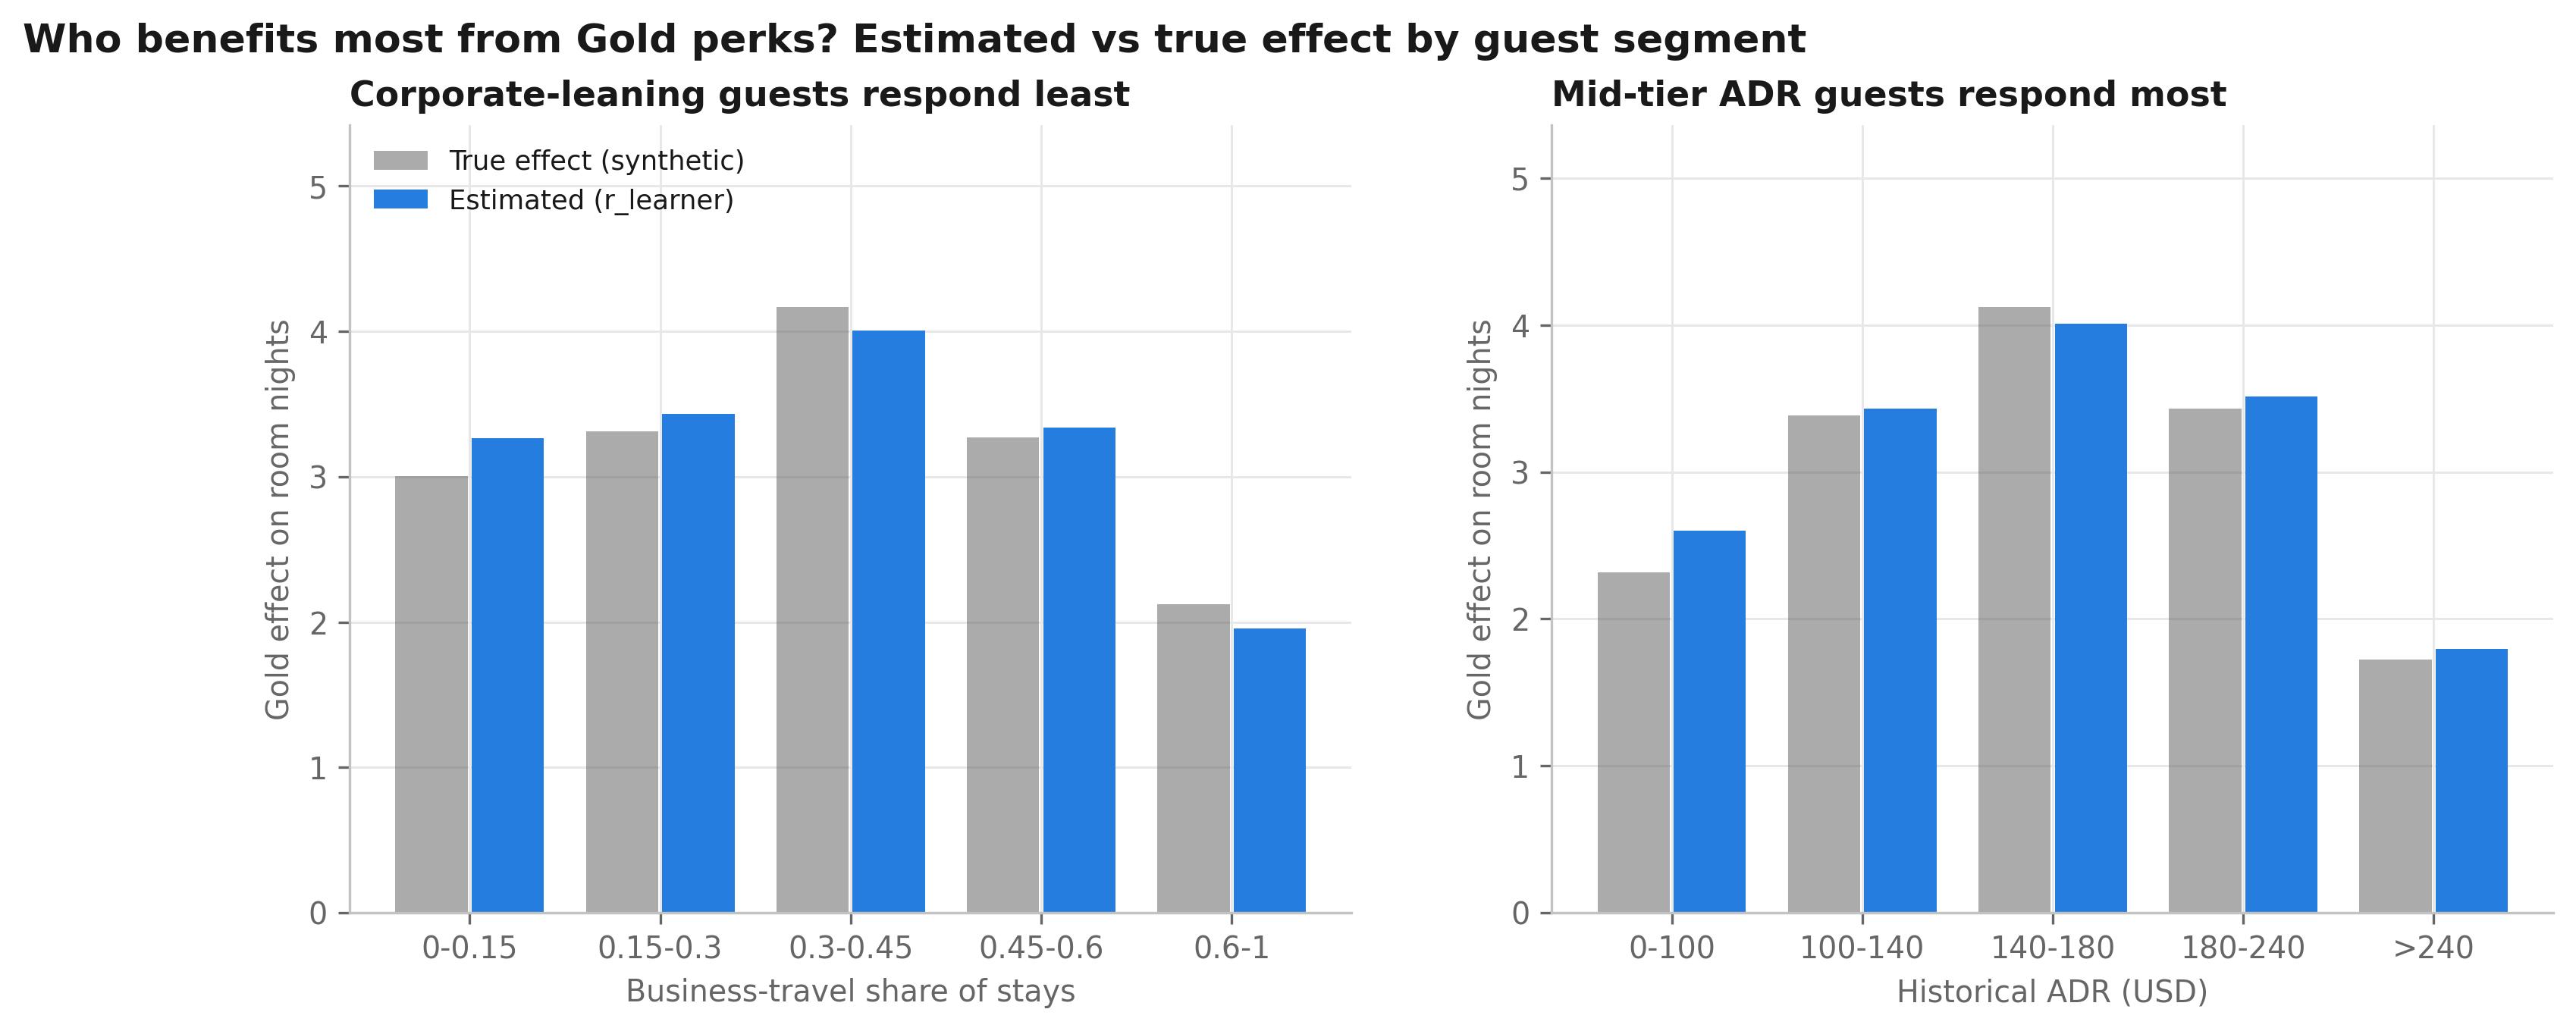 Who benefits most from Gold perks? Estimated vs true effect by guest segment
Corporate-leaning guests respond least
True effect (synthetic)
Estimated (r_learner)
Gold effect on room nights
5
4
3
2
1
0
0-0.15 0.15-0.3 0.3-0.45 0.45-0.6 0.6-1
Business-travel share of stays
Mid-tier ADR guests respond most
Gold effect on room nights
5
4
3
2
1
0
0-100 100-140 140-180 180-240 >240
Historical ADR (USD)